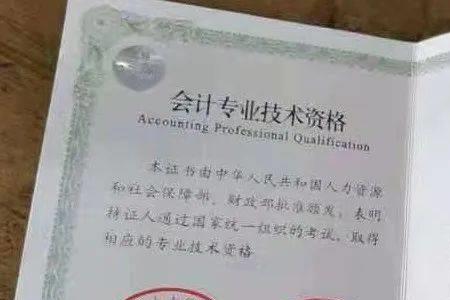 会计专业技术资格
Accounting Professional Qualification
本证书由中华人民共和国人力资源
和社会保障部、财政部批准颁发，表明
持证人通过国家统一组织的考试，取得
相应的专业技术资格